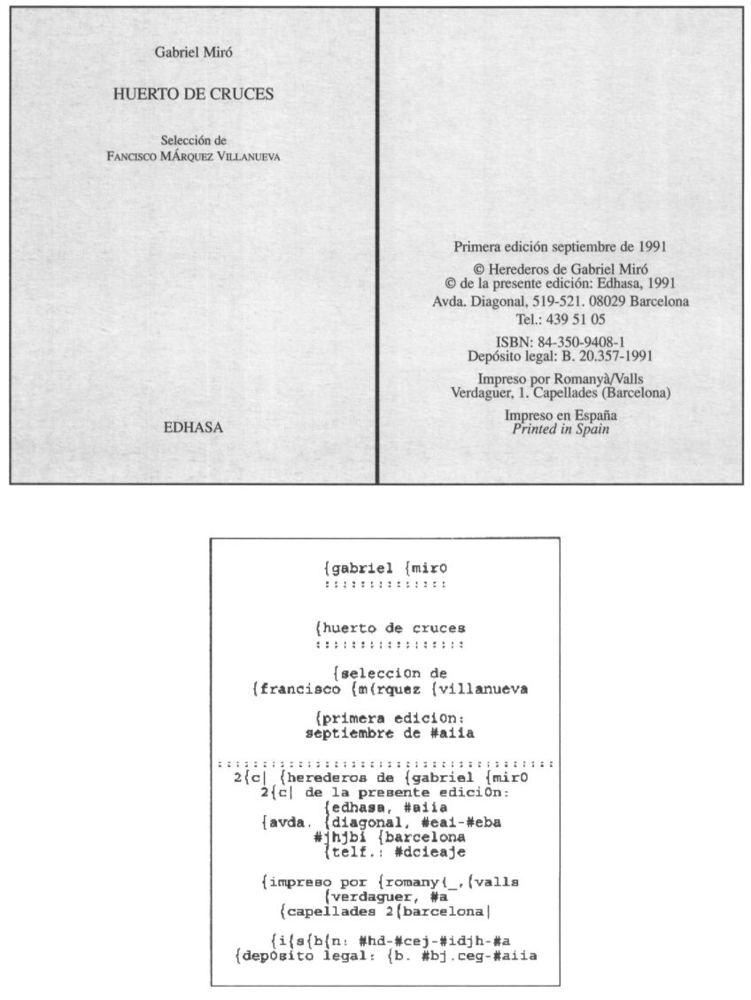 Gabriel Miró
HUERTO DE CRUCES
Selección de
FANCISCO MÁRQUEZ VILLANUEVA
EDHASA
Primera edición septiembre de 1991
© Herederos de Gabriel Miró
© de la presente edición: Edhasa, 1991
Avda. Diagonal, 519-521. 08029 Barcelona
Tel.: 439 51 05
ISBN: 84-350-9408-1
Depósito legal: B. 20.357-1991
Impreso por Romanyà/Valls
Verdaguer, 1. Capellades (Barcelona)
Impreso en España
Printed in Spain
{gabriel {mir0
::::::::::::::
{huerto de cruces
:::::::::::::::::
{selecci0n de
{francisco {m(rquez {villanueva
{primera edici0n:
septiembre de #aiia
::::::::::::::::::::::::::::::::::::::
2{c| {herederos de {gabriel {mir0
2{c| de la presente edici0n:
{edhasa, #aiia
{avda. {diagonal, #eai-#eba
#jhjbi {barcelona
{telf.: #dcieaje
{impreso por {romany(_,{valls
{verdaguer, #a
{capellades 2{barcelona|
{i{s{b{n: #hd-#cej-#idjh-#a
{dep0sito legal: {b. #bj.ceg-#aiia